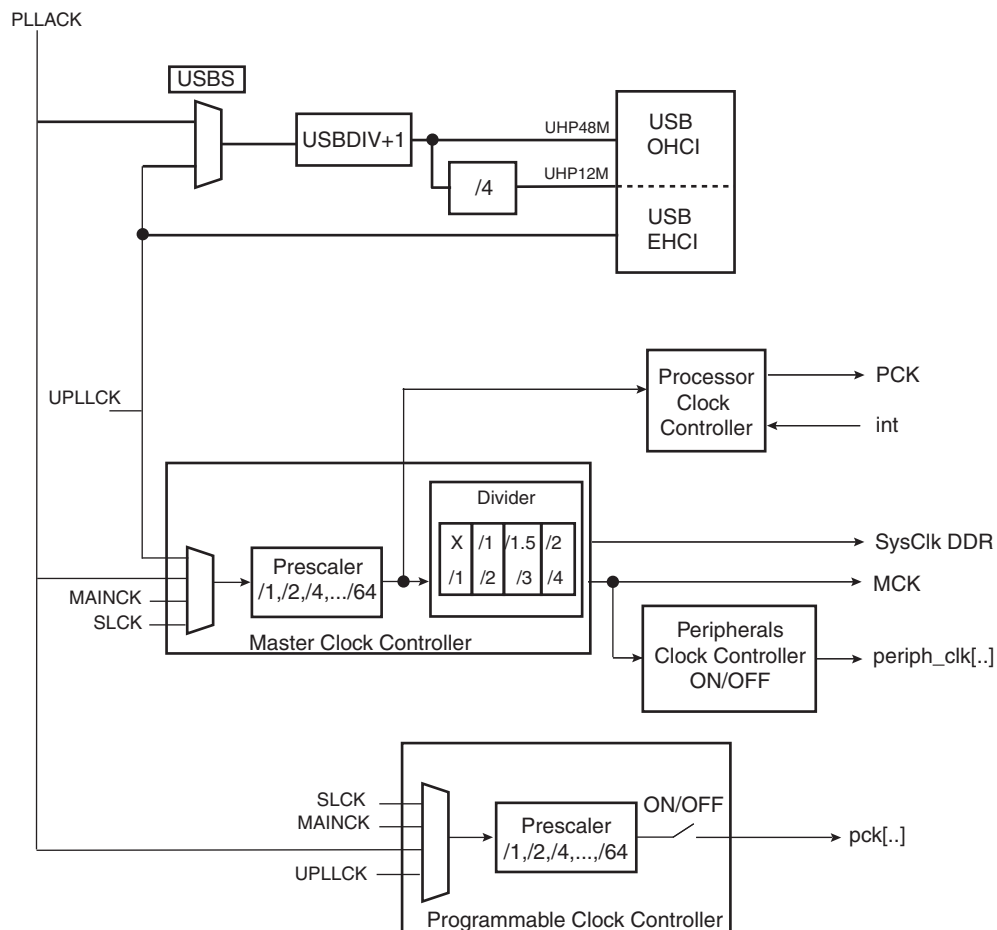 PLLACK
USBS
USBDIV+1
/4
UHP48M
UHP12M
USB
OHCI
USB
EHCI
UPLLCK
Processor
Clock
Controller
PCK
int
Divider
X /1 /1.5 /2
/1 /2 /3 /4
Prescaler
/1,/2,/4,.../64
MAINCK
SLCK
Master Clock Controller
SysClk DDR
MCK
Peripherals
Clock Controller
ON/OFF
periph_clk[..]
SLCK
MAINCK
UPLLCK
Prescaler
/1,/2,/4,...,/64
ON/OFF
pck[..]
Programmable Clock Controller